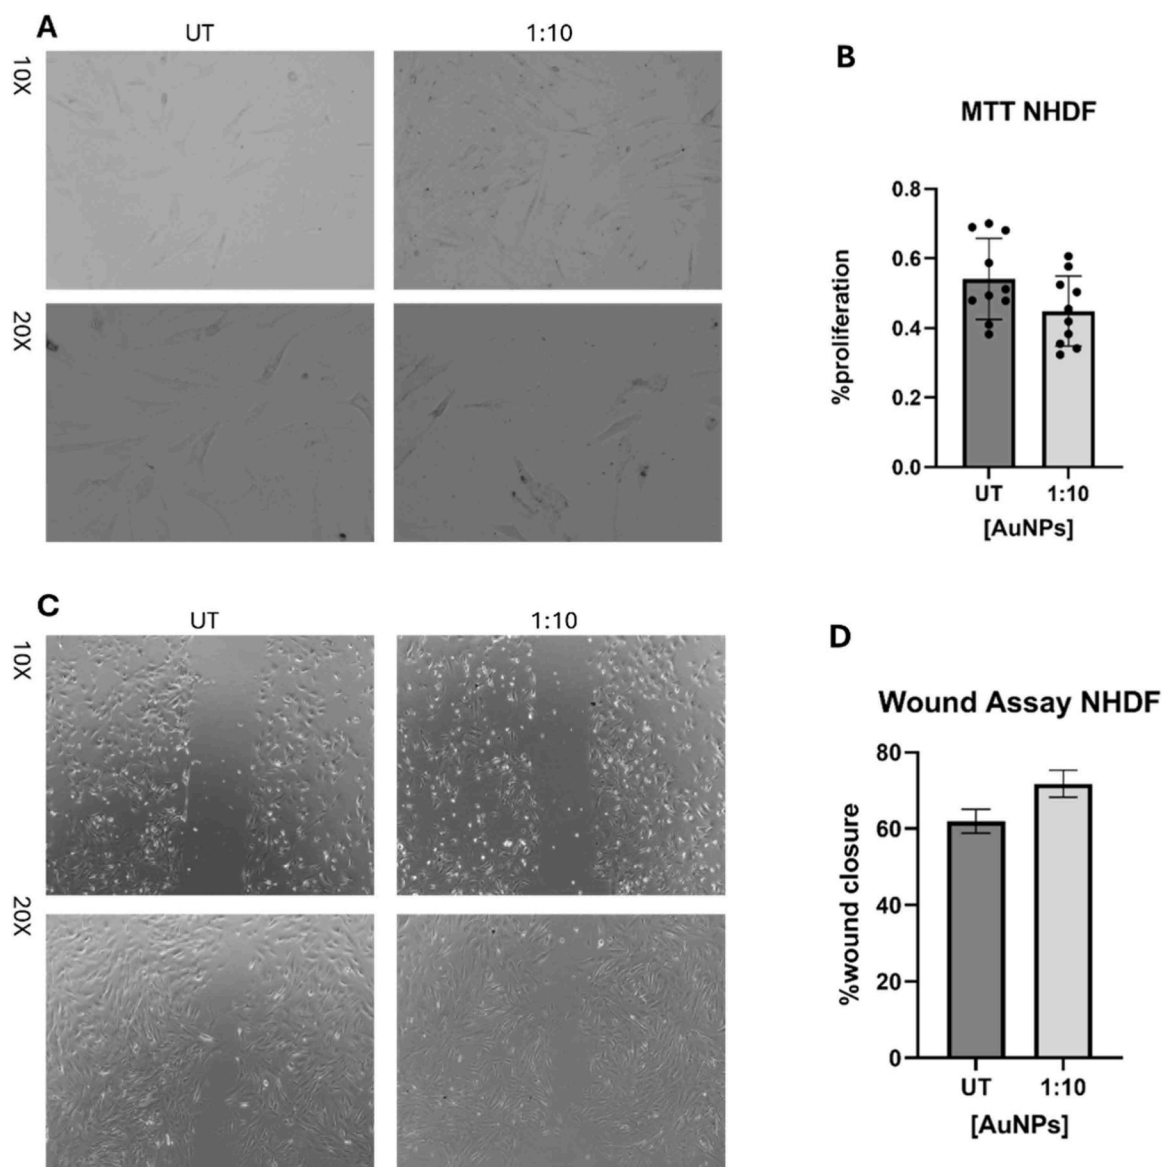 A
UT
1:10
10X
20X
B
MTT NHDF
%proliferation
0.8
0.6
0.4
0.2
0.0
UT
1:10
[AuNPs]
C
UT
1:10
10X
20X
D
Wound Assay NHDF
%wound closure
80
60
40
20
0
UT
1:10
[AuNPs]